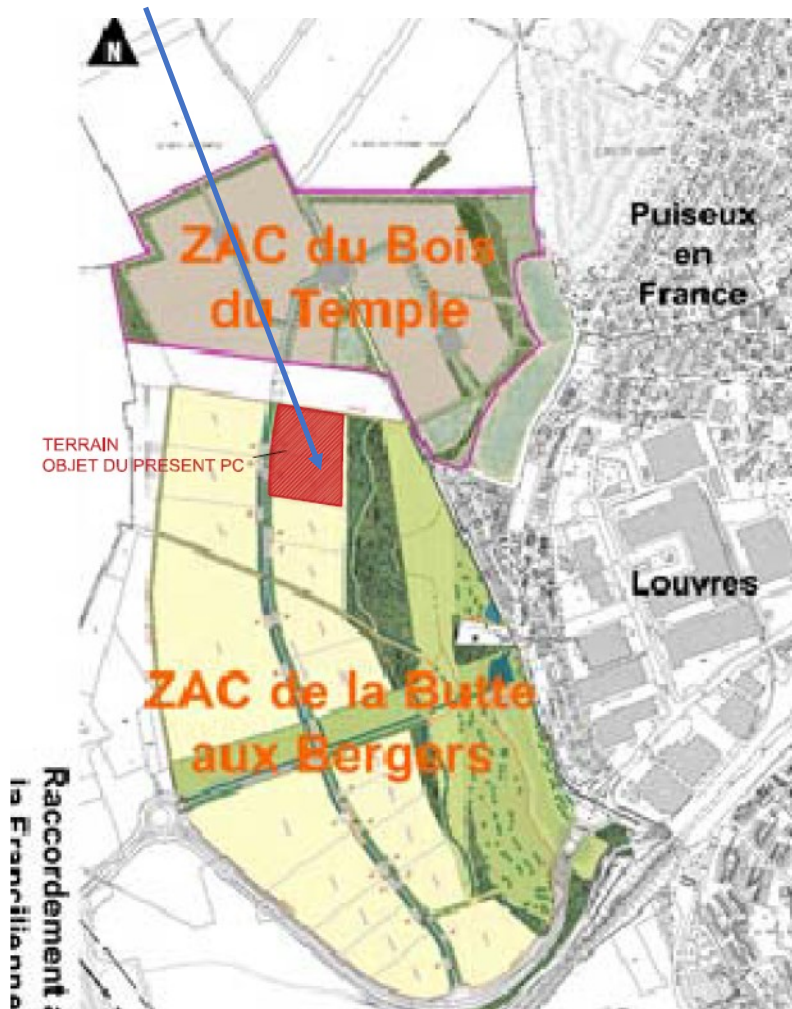 N
ZAC du Bois
du Temple
Puiseux
en
France
TERRAIN
OBJET DU PRESENT PC
Louvres
ZAC de la Butte
aux Bergers
Raccordement à
la Francilienne